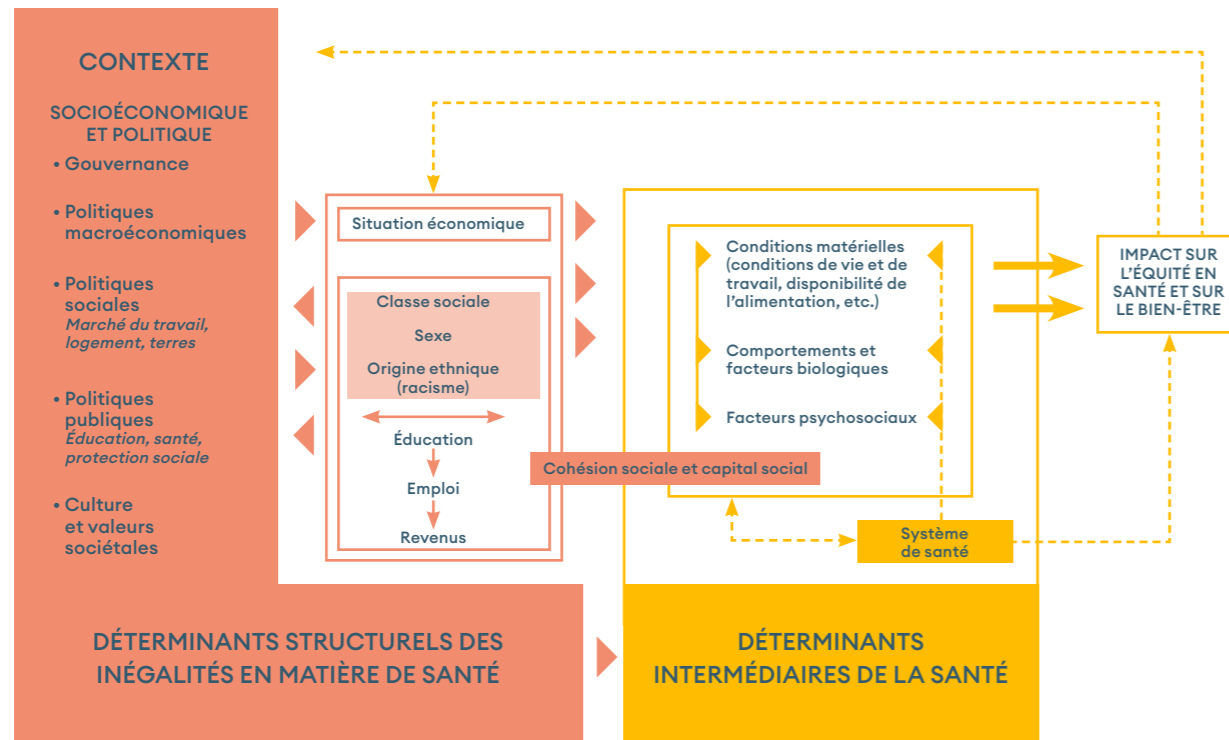 CONTEXTE
SOCIOÉCONOMIQUE
ET POLITIQUE
• Gouvernance
• Politiques
macroéconomiques
• Politiques
sociales
Marché du travail,
logement, terres
• Politiques
publiques
Éducation, santé,
protection sociale
• Culture
et valeurs
sociétales
Situation économique
Classe sociale
Sexe
Origine ethnique
(racisme)
Éducation
Emploi
Revenus
Cohésion sociale et capital social
Conditions matérielles
(conditions de vie et de
travail, disponibilité de
l'alimentation, etc.)
Comportements et
facteurs biologiques
Facteurs psychosociaux
Système
de santé
IMPACT SUR
L'ÉQUITÉ EN
SANTÉ ET SUR
LE BIEN-ÊTRE
DÉTERMINANTS STRUCTURELS DES
INÉGALITÉS EN MATIÈRE DE SANTÉ
DÉTERMINANTS
INTERMÉDIAIRES DE LA SANTÉ